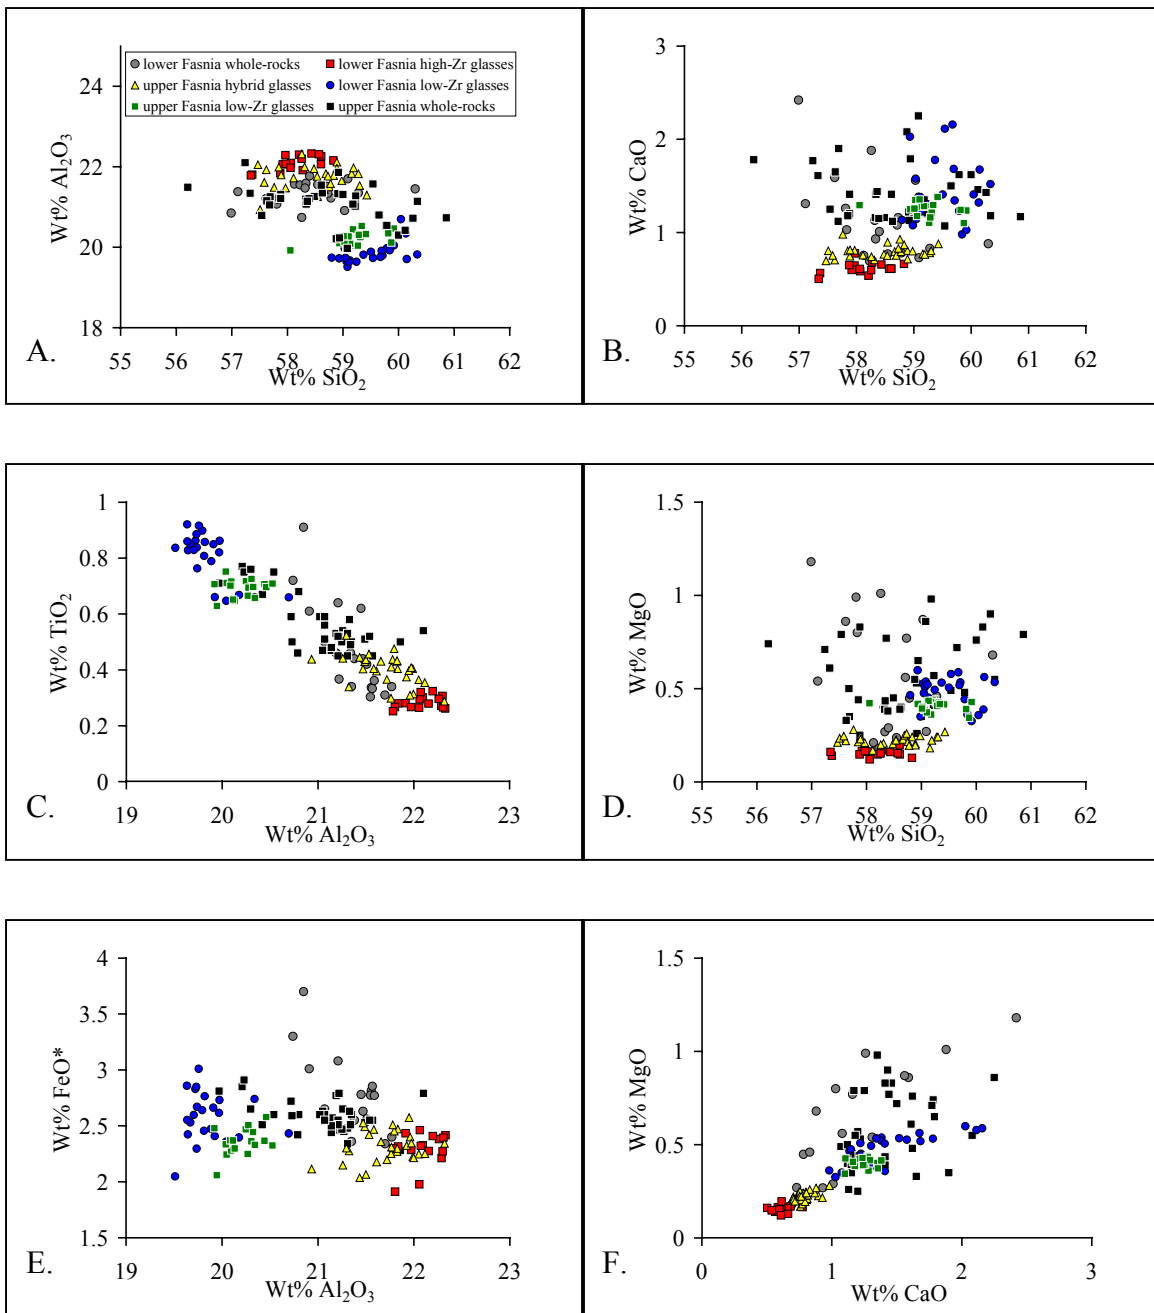 24
22
20
18
Wt% Al₂O₃
lower Fasnia whole-rocks lower Fasnia high-Zr glasses
upper Fasnia hybrid glasses lower Fasnia low-Zr glasses
upper Fasnia low-Zr glasses upper Fasnia whole-rocks
55 56 57 58 59 60 61 62
Wt% SiO₂
A.
3
2
1
0
Wt% CaO
55 56 57 58 59 60 61 62
Wt% SiO₂
B.
1
0.8
0.6
0.4
0.2
0
Wt% TiO₂
19 20 21 22 23
Wt% Al₂O₃
C.
1.5
1
0.5
0
Wt% MgO
55 56 57 58 59 60 61 62
Wt% SiO₂
D.
4
3.5
3
2.5
2
1.5
Wt% FeO*
19 20 21 22 23
Wt% Al₂O₃
E.
1.5
1
0.5
0
Wt% MgO
0 1 2 3
Wt% CaO
F.